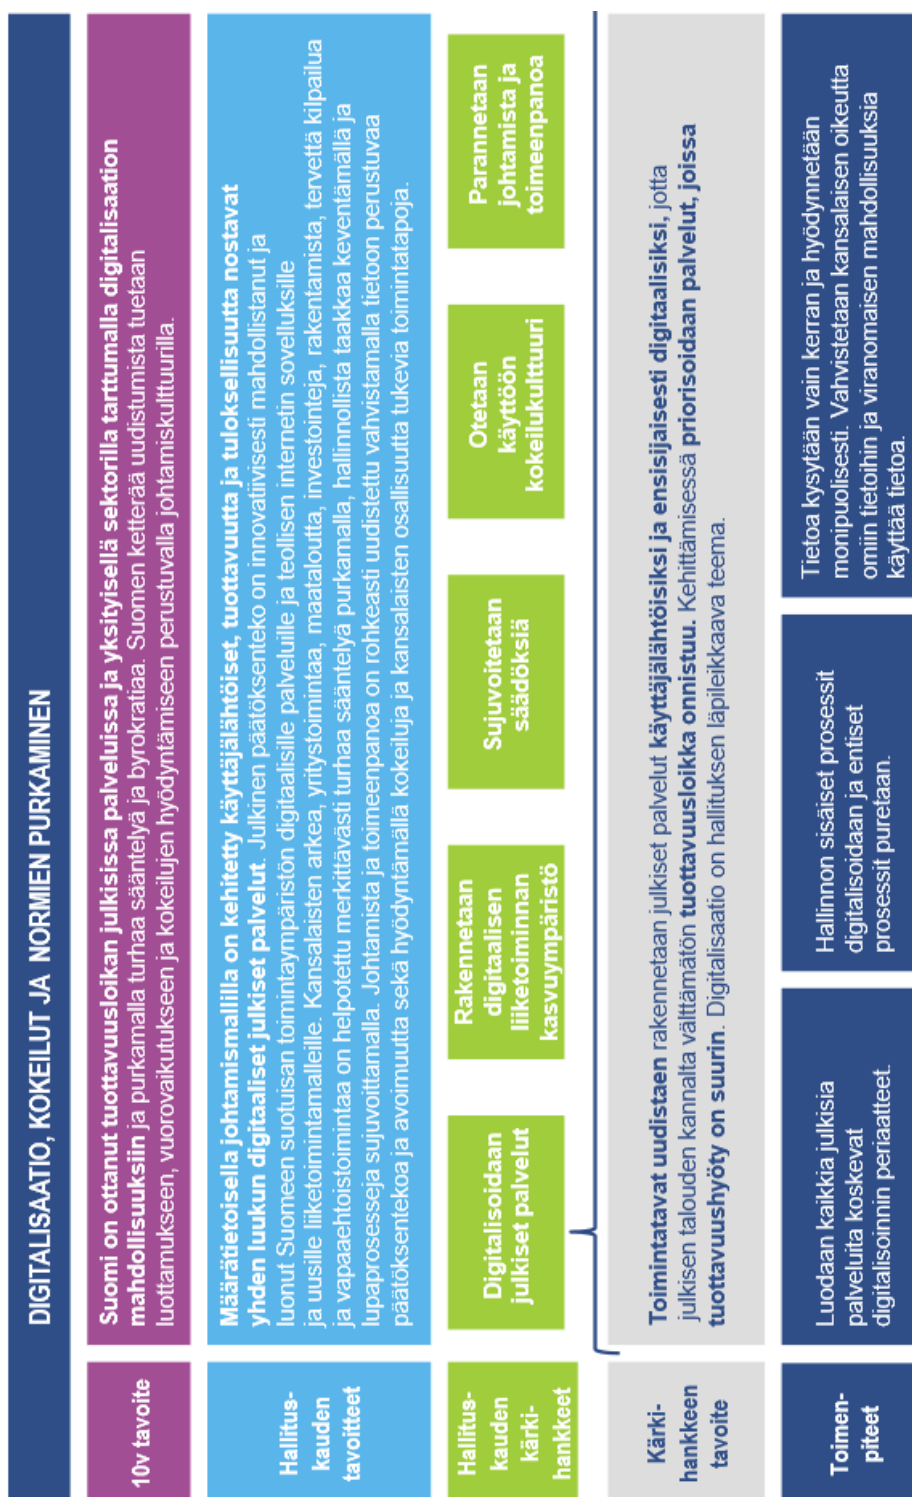 DIGITALISAATIO, KOKEILUT JA NORMIEN PURKAMINEN
10v tavoite
Suomi on ottanut tuottavuusloikan julkisissa palveluissa ja yksityisellä sektorilla tarttumalla digitalisaation
mahdollisuuksiin ja purkamalla turhaa sääntelyä ja byrokratiaa. Suomen ketterää uudistumista tuetaan
luottamukseen, vuorovaikutukseen ja kokeilujen hyödyntämiseen perustuvalla johtamiskulttuurilla.
Hallitus-
kauden
tavoitteet
Määrätietoisella johtamismallilla on kehitetty käyttäjälähtöiset, tuottavuutta ja tuloksellisuutta nostavat
yhden luukun digitaaliset julkiset palvelut. Julkinen päätöksenteko on innovatiivisesti mahdollistanut ja
luonut Suomeen suotuisan toimintaympäristön digitaalisille palveluille ja teollisen internetin sovelluksille
ja uusille liiketoimintamalleille. Kansalaisten arkea, yritystoimintaa, maataloutta, investointeja, rakentamista, tervettä kilpailua
ja vapaaehtoistoimintaa on helpotettu merkittävästi turhaa sääntelyä purkamalla, hallinnollista taakkaa keventämällä ja
lupaprosesseja sujuvoittamalla. Johtamista ja toimeenpanoa on rohkeasti uudistettu vahvistamalla tietoon perustuvaa
päätöksentekoa ja avoimuutta sekä hyödyntämällä kokeiluja ja kansalaisten osallisuutta tukevia toimintatapoja.
Hallitus-
kauden
kärki-
hankkeet
Digitalisoidaan
julkiset palvelut
Rakennetaan
digitaalisen
liiketoiminnan
kasvuympäristö
Sujuvoitetaan
säädöksiä
Otetaan
käyttöön
kokeilukulttuuri
Parannetaan
johtamista ja
toimeenpanoa
Kärki-
hankkeen
tavoite
Toimintatavat uudistaen rakennetaan julkiset palvelut käyttäjälähtöisiksi ja ensisijaisesti digitaalisiksi, jotta
julkisen talouden kannalta välttämätön tuottavuusloikka onnistuu. Kehittämisessä priorisoidaan palvelut, joissa
tuottavuushyöty on suurin. Digitalisaatio on hallituksen läpileikkaava teema.
Toimen-
piteet
Luodaan kaikkia julkisia
palveluita koskevat
digitalisoinnin periaatteet.
Hallinnon sisäiset prosessit
digitalisoidaan ja entiset
prosessit puretaan.
Tietoa kysytään vain kerran ja hyödynnetään
monipuolisesti. Vahvistetaan kansalaisen oikeutta
omiin tietoihin ja viranomaisen mahdollisuuksia
käyttää tietoa.